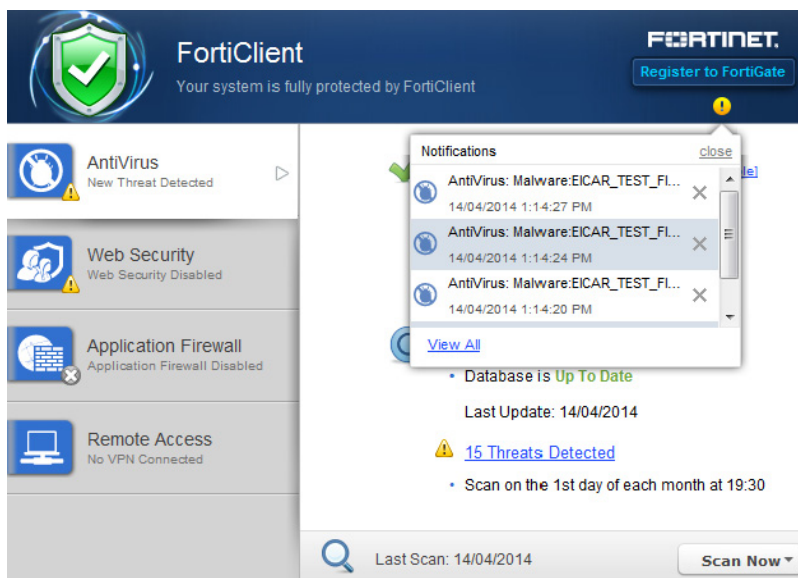 FortiClient
Your system is fully protected by FortiClient
FORTINET.
Register to FortiGate
AntiVirus
New Threat Detected
Web Security
Web Security Disabled
Application Firewall
Application Firewall Disabled
Remote Access
No VPN Connected
Notifications
close
AntiVirus: Malware:EICAR_TEST_FI...
14/04/2014 1:14:27 PM
AntiVirus: Malware:EICAR_TEST_FI...
14/04/2014 1:14:24 PM
AntiVirus: Malware:EICAR_TEST_FI...
14/04/2014 1:14:20 PM
View All
Database is Up To Date
Last Update: 14/04/2014
15 Threats Detected
Scan on the 1st day of each month at 19:30
Last Scan: 14/04/2014
Scan Now